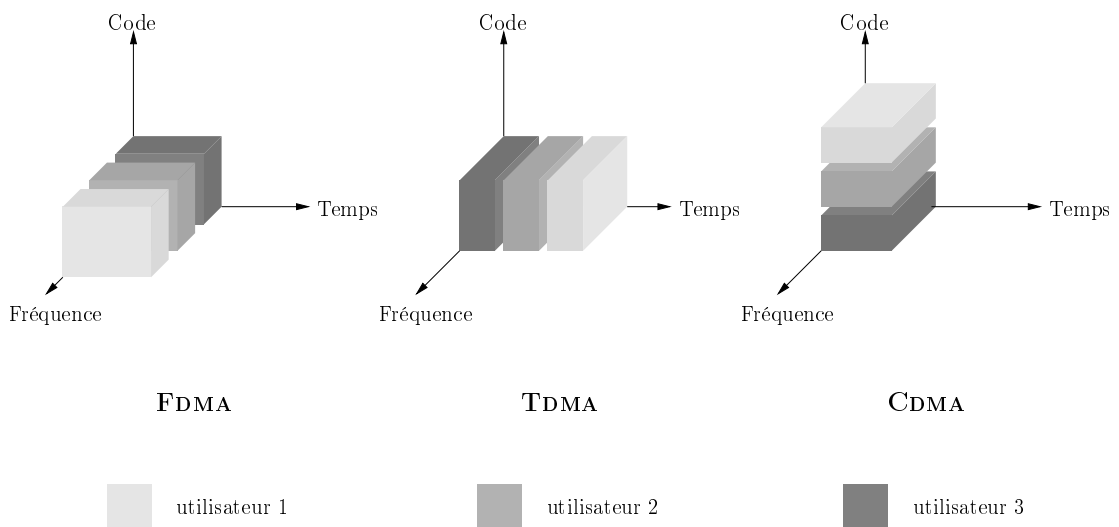 Code Code Code
Temps Temps Temps
Fréquence Fréquence Fréquence
FDMA TDMA CDMA
utilisateur 1 utilisateur 2 utilisateur 3